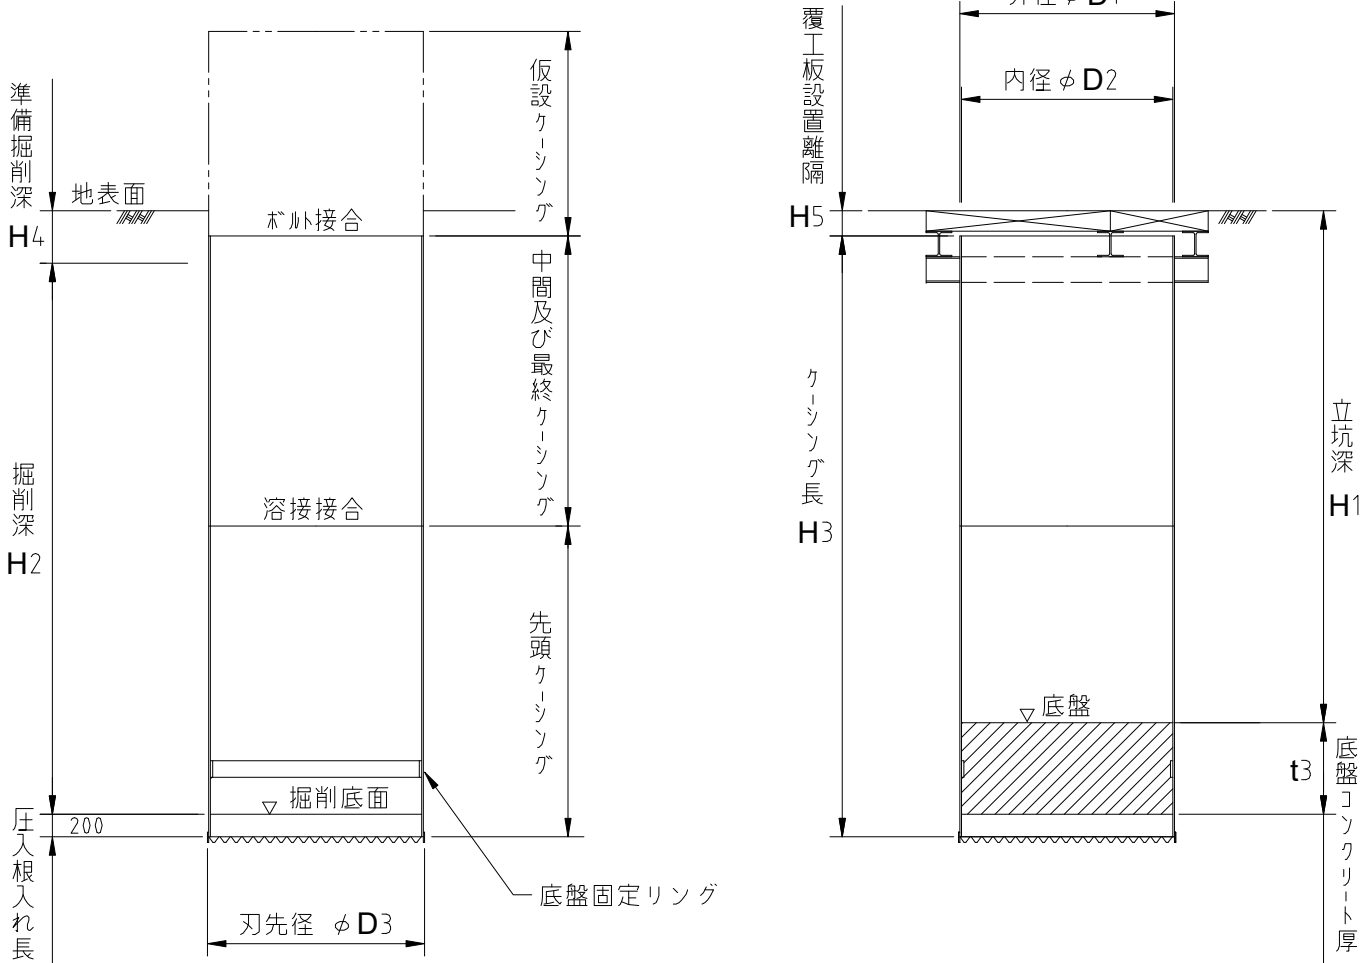 準備掘削深
H4
地表面
ボルト接合
仮設ケーシング
中間及び最終ケーシング
掘削深
H2
溶接接合
先頭ケーシング
掘削底面
200
圧入根入れ長
底盤固定リング
刃先径 φD3
外径φD1
内径φD2
覆工板設置離隔
H5
ケーシング長
H3
立坑深
H1
底盤
t3
底盤コンクリート厚